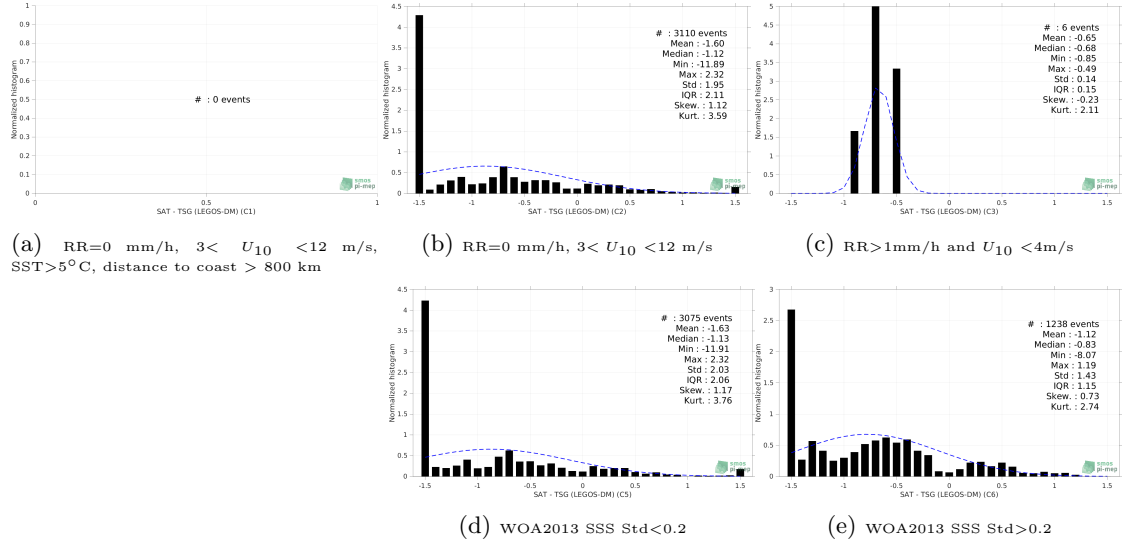 1
0.9
0.8
0.7
0.6
0.5
0.4
0.3
0.2
0.1
0
Normalized histogram
# : 0 events
smos
pi-mep
0 0.5 1
SAT - TSG (LEGOS-DM) (C1)
(a) RR=0 mm/h, 3< U10 <12 m/s,
SST>5°C, distance to coast > 800 km
4.5
4
3.5
3
2.5
2
1.5
1
0.5
0
Normalized histogram
# : 3110 events
Mean : -1.60
Median : -1.12
Min : -11.89
Max : 2.32
Std : 1.95
IQR : 2.11
Skew. : 1.12
Kurt. : 3.59
smos
pi-mep
-1.5 -1 -0.5 0 0.5 1 1.5
SAT - TSG (LEGOS-DM) (C2)
(b) RR=0 mm/h, 3< U10 <12 m/s
5
4.5
4
3.5
3
2.5
2
1.5
1
0.5
0
Normalized histogram
# : 6 events
Mean : -0.65
Median : -0.68
Min : -0.85
Max : -0.49
Std : 0.14
IQR : 0.15
Skew. : -0.23
Kurt. : 2.11
smos
pi-mep
-1.5 -1 -0.5 0 0.5 1 1.5
SAT - TSG (LEGOS-DM) (C3)
(c) RR>1mm/h and U10 <4m/s
4.5
4
3.5
3
2.5
2
1.5
1
0.5
0
Normalized histogram
# : 3075 events
Mean : -1.63
Median : -1.13
Min : -11.91
Max : 2.32
Std : 2.03
IQR : 2.06
Skew. : 1.17
Kurt. : 3.76
smos
pi-mep
-1.5 -1 -0.5 0 0.5 1 1.5
SAT - TSG (LEGOS-DM) (C5)
(d) WOA2013 SSS Std<0.2
3
2.5
2
1.5
1
0.5
0
Normalized histogram
# : 1238 events
Mean : -1.12
Median : -0.83
Min : -8.07
Max : 1.19
Std : 1.43
IQR : 1.15
Skew. : 0.73
Kurt. : 2.74
smos
pi-mep
-1.5 -1 -0.5 0 0.5 1 1.5
SAT - TSG (LEGOS-DM) (C6)
(e) WOA2013 SSS Std>0.2